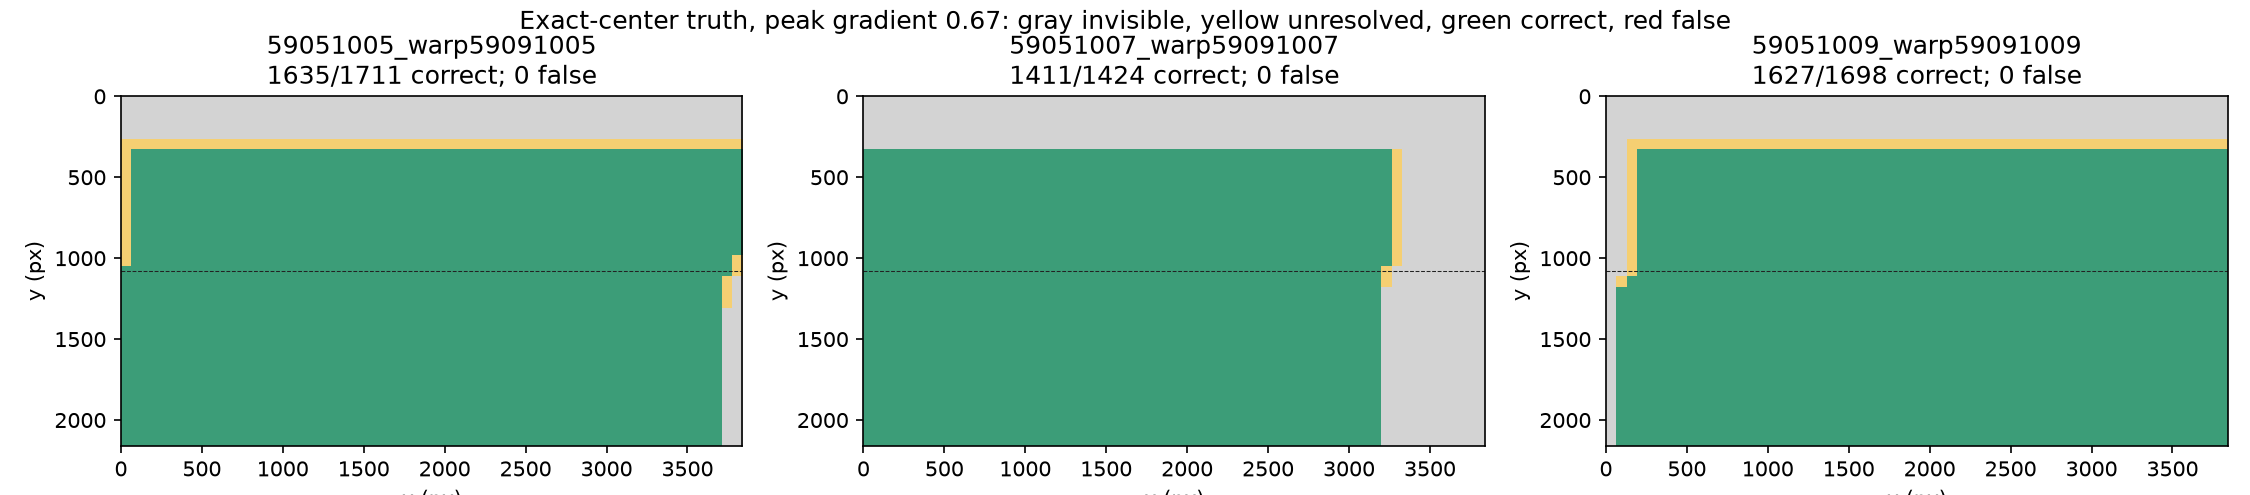 Exact-center truth, peak gradient 0.67: gray invisible, yellow unresolved, green correct, red false
59051005_warp59091005
1635/1711 correct; 0 false
0
500
1000
1500
2000
y (px)
0 500 1000 1500 2000 2500 3000 3500
59051007_warp59091007
1411/1424 correct; 0 false
0
500
1000
1500
2000
y (px)
0 500 1000 1500 2000 2500 3000 3500
59051009_warp59091009
1627/1698 correct; 0 false
0
500
1000
1500
2000
y (px)
0 500 1000 1500 2000 2500 3000 3500